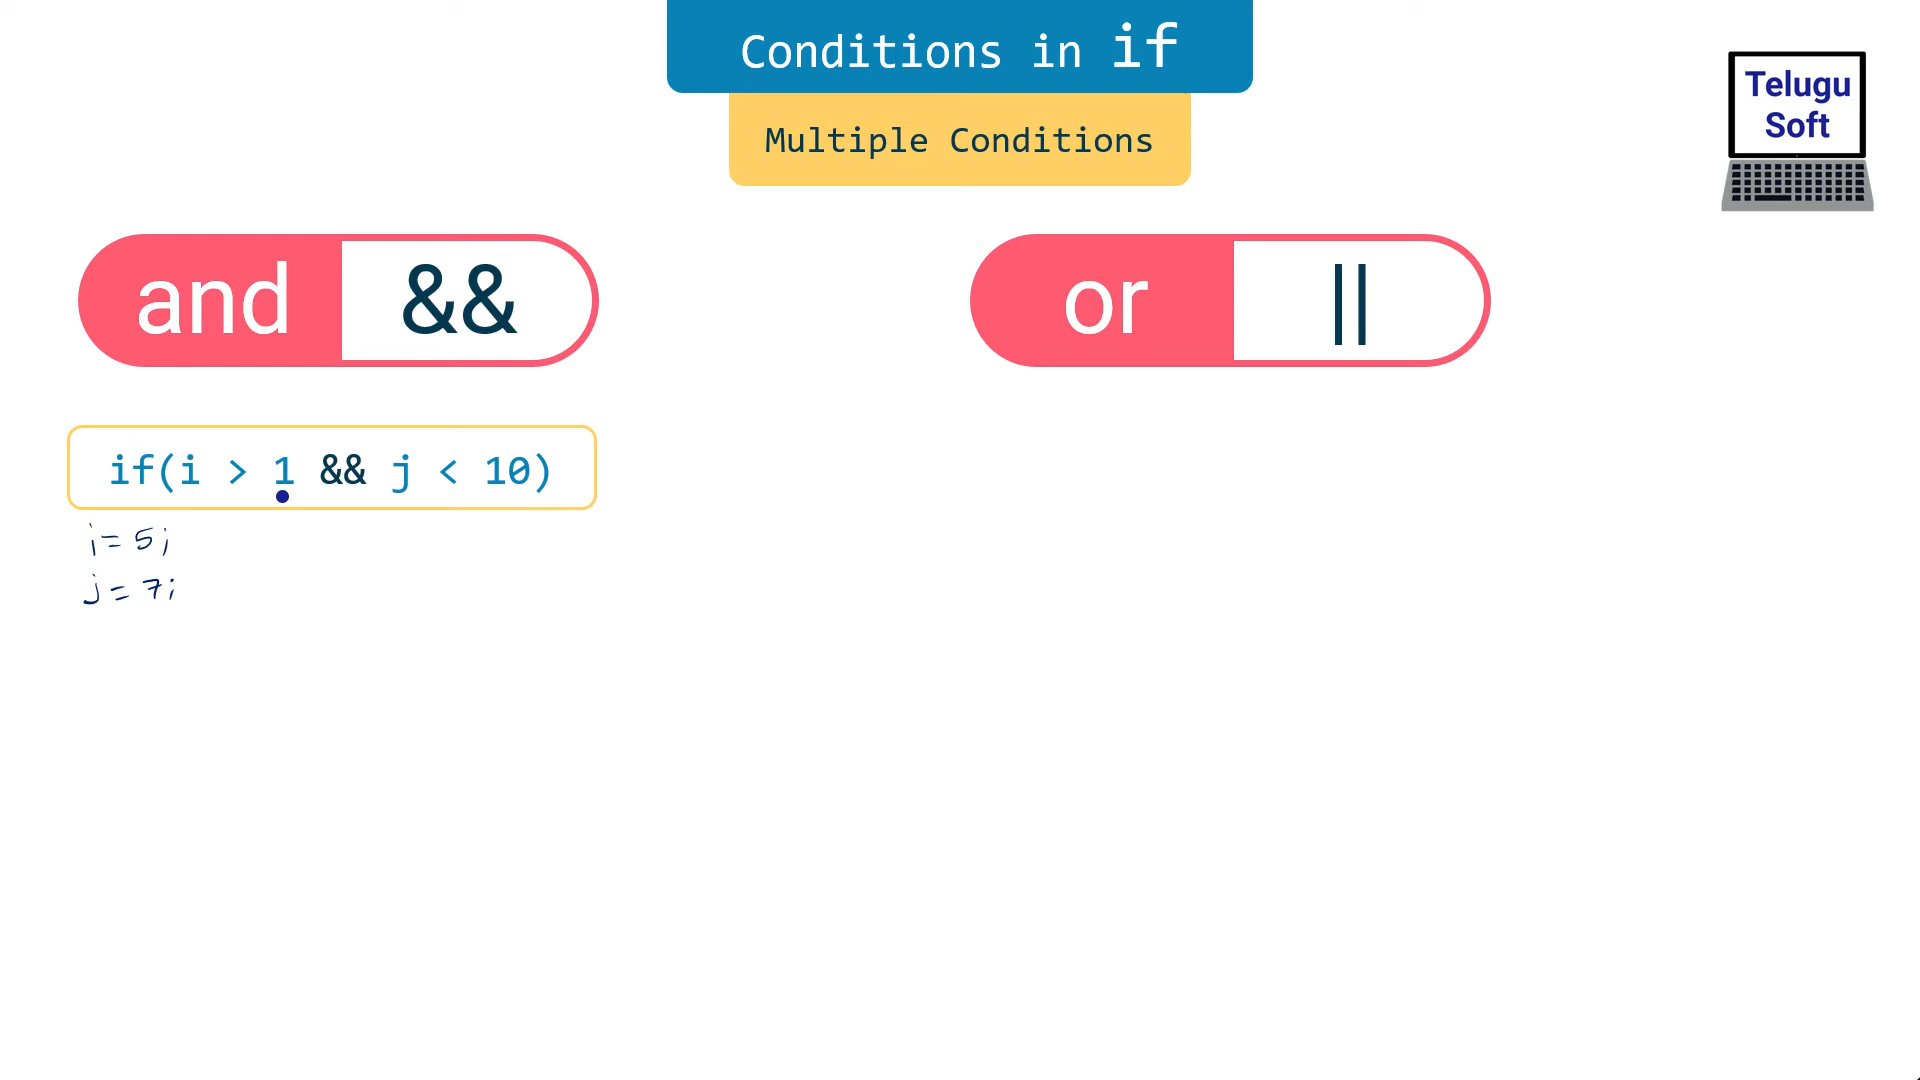 Conditions in if
Multiple Conditions
Telugu
Soft
and &&
or ||
if(i > 1 && j < 10)
i = 5;
j = 7;